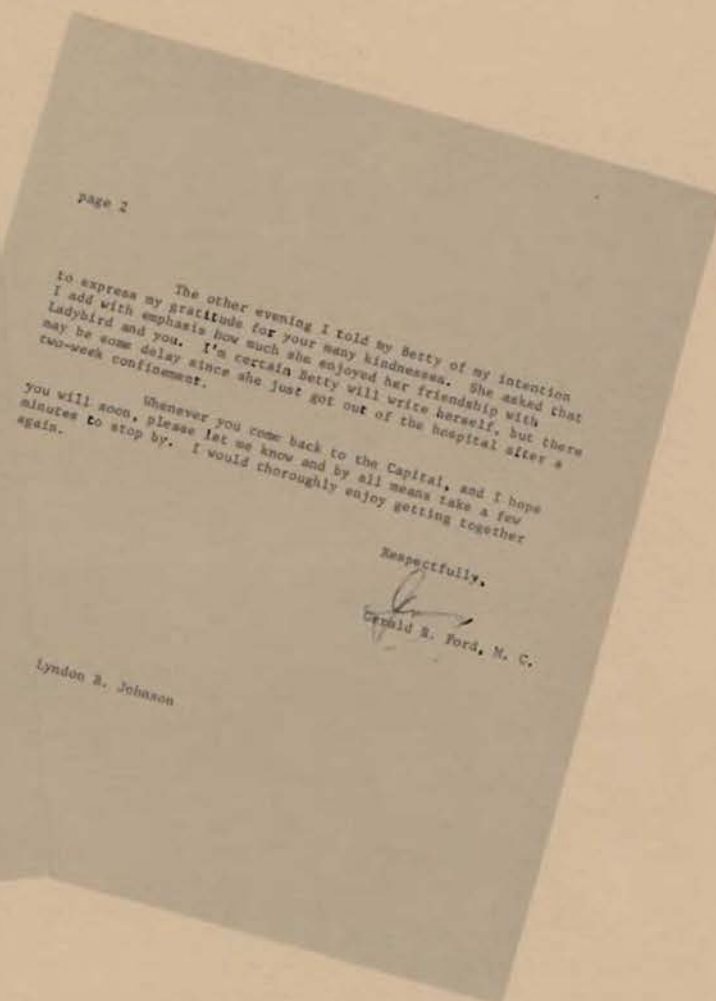 page 2
The other evening I told my Betty of my intention
to express my gratitude for your many kindnesses. She asked that
I add with emphasis how much she enjoyed her friendship with
Ladybird and you. I'm certain Betty will write herself, but there
may be some delay since she just got out of the hospital after a
two-week confinement.
Whenever you come back to the Capital, and I hope
you will soon, please let me know and by all means take a few
minutes to stop by. I would thoroughly enjoy getting together
again.
Respectfully,
Gerald R. Ford, M. C.
Lyndon B. Johnson